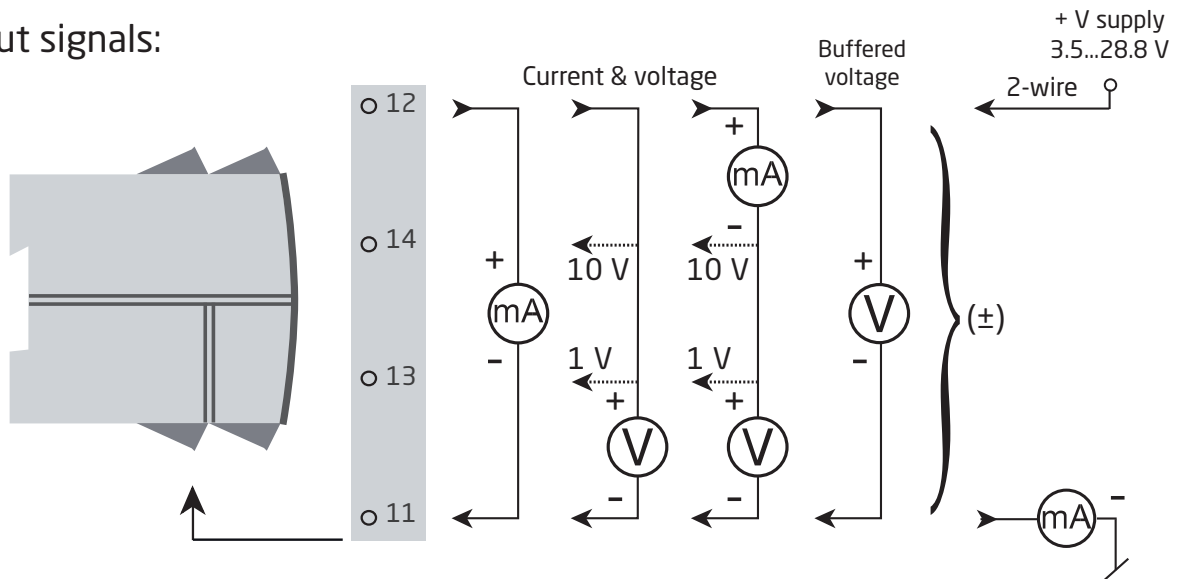 ut signals:
+ V supply
3.5...28.8 V
Buffered
voltage
Current & voltage
2-wire
12
+
mA
-
14
10 V
10 V
+
+
mA
V
(±)
-
-
1 V
1 V
13
+
+
V
V
-
-
11
mA
-